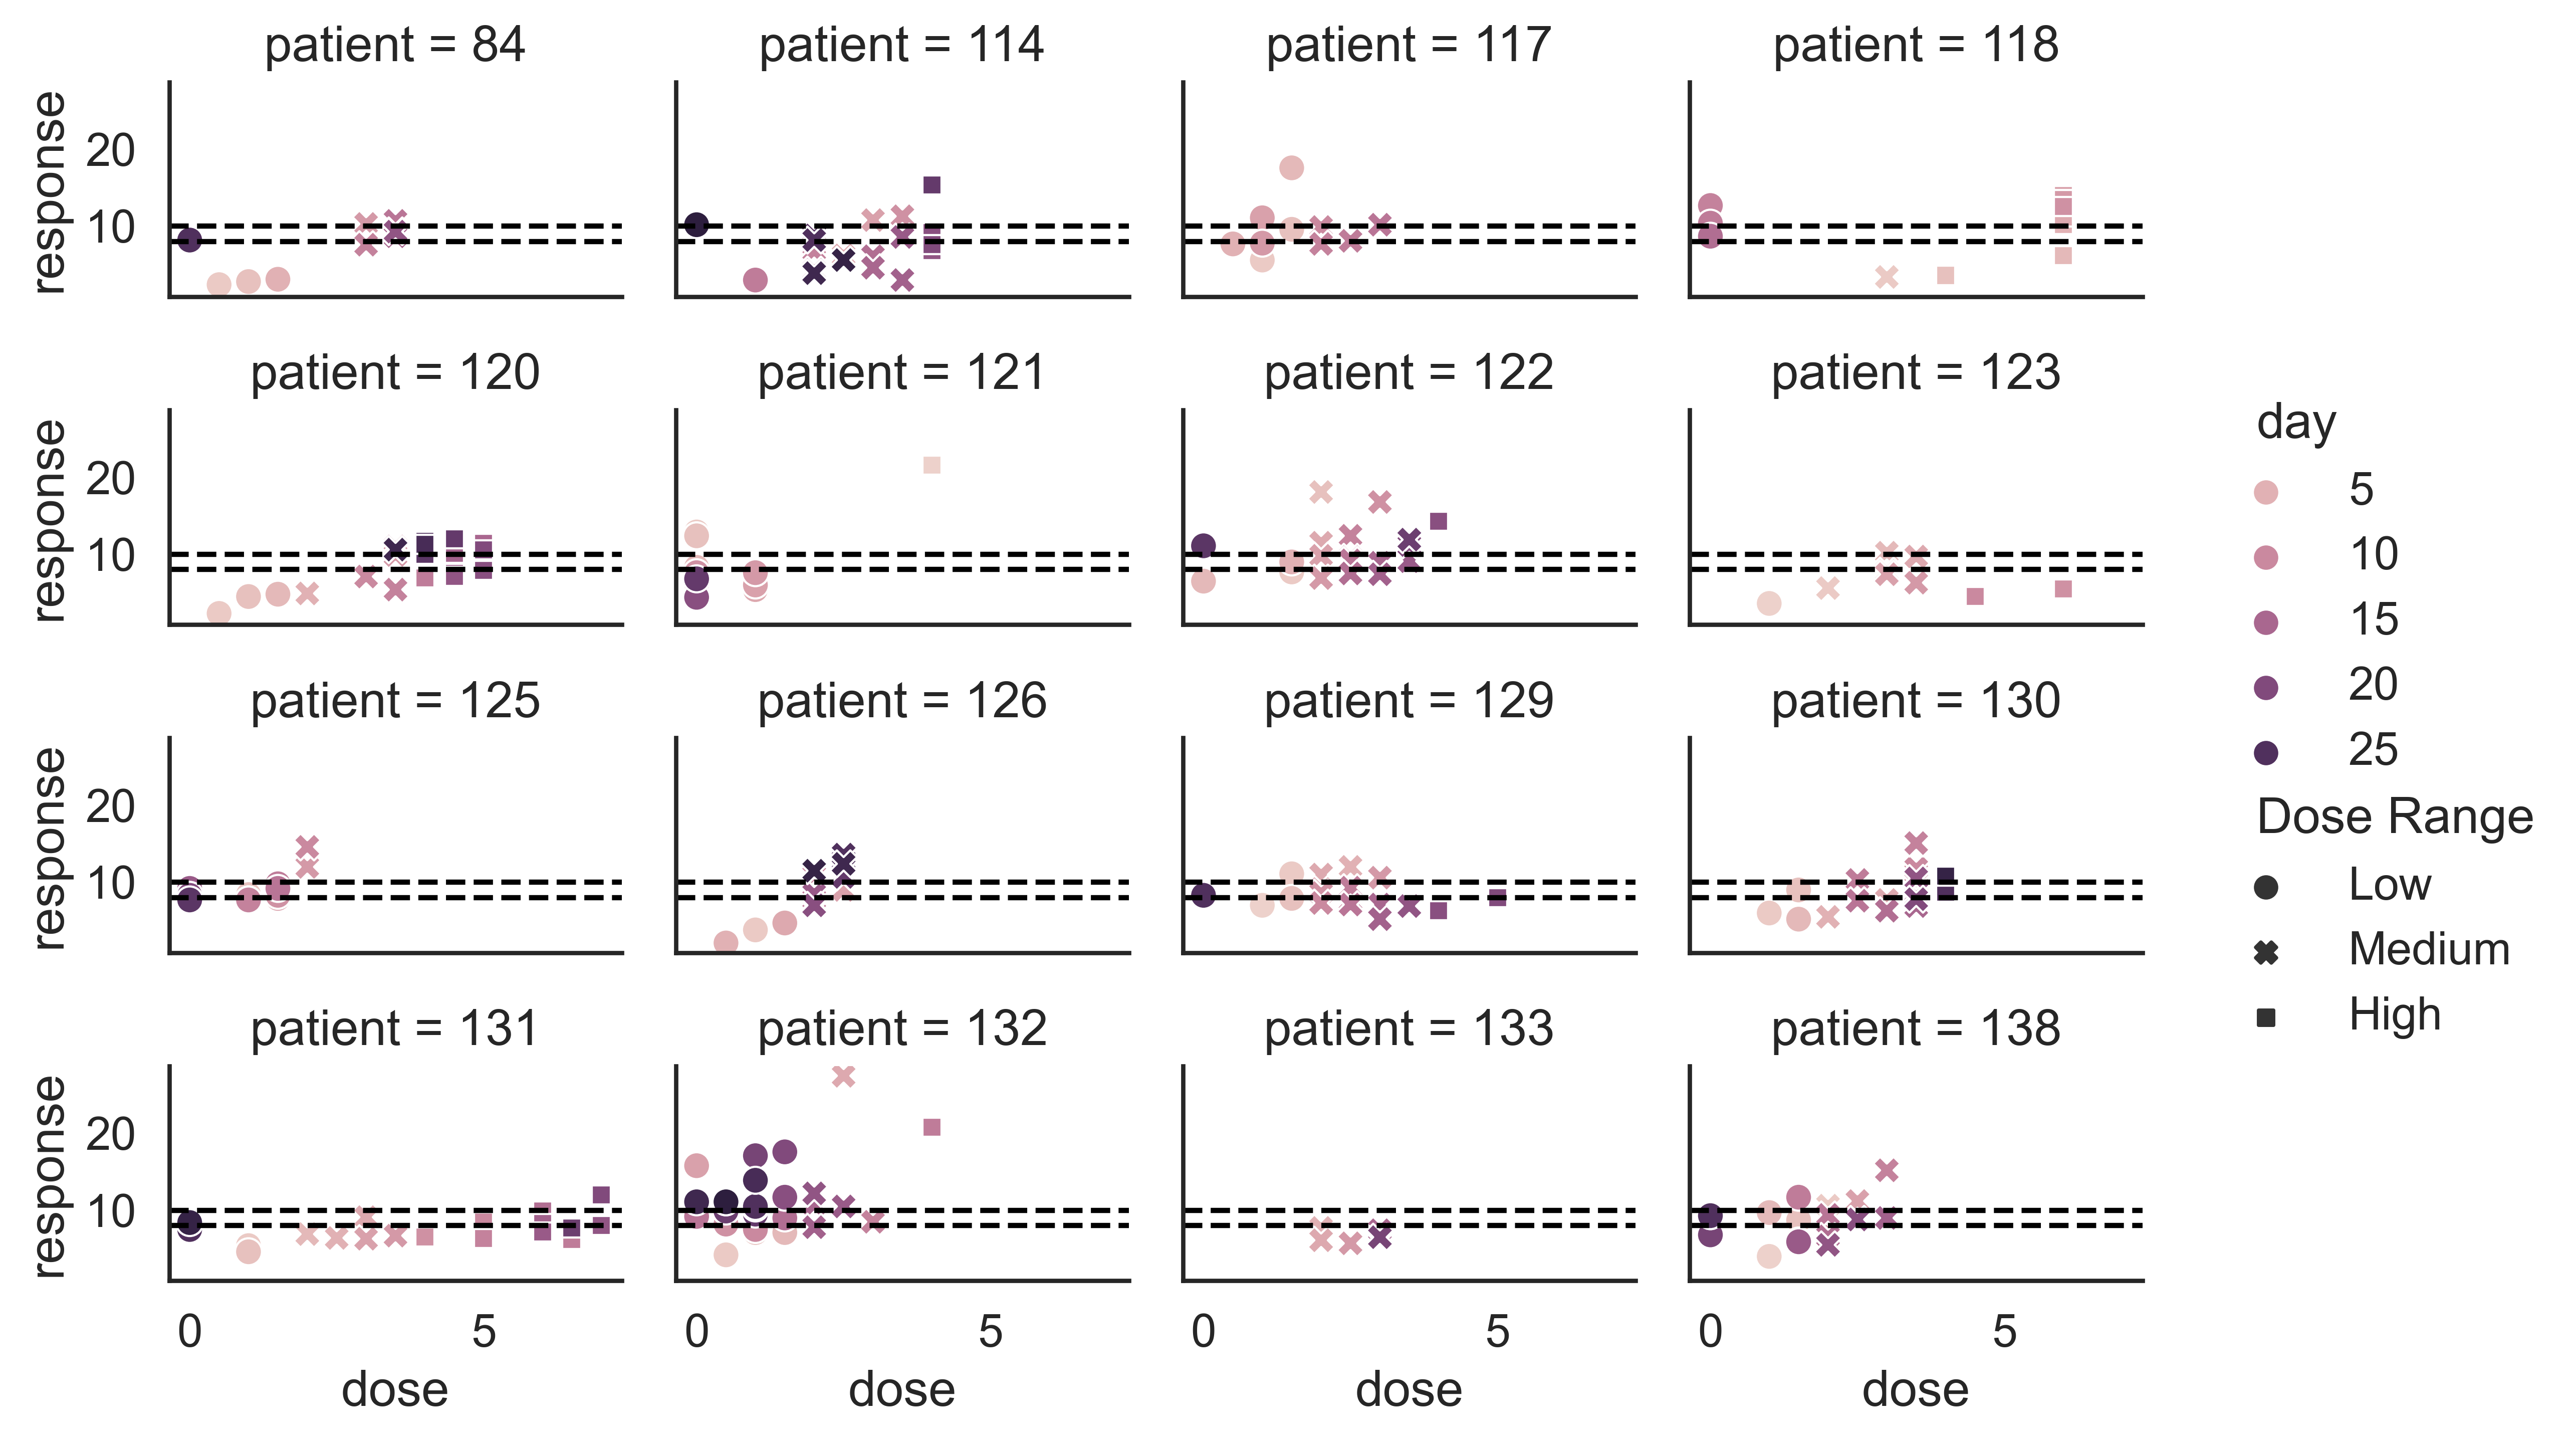 patient = 84
patient = 114
patient = 117
patient = 118
response
20
10
patient = 120
patient = 121
patient = 122
patient = 123
response
20
10
patient = 125
patient = 126
patient = 129
patient = 130
response
20
10
patient = 131
patient = 132
patient = 133
patient = 138
response
20
10
0 5
0 5
0 5
0 5
dose
dose
dose
dose
day
5
10
15
20
25
Dose Range
Low
Medium
High